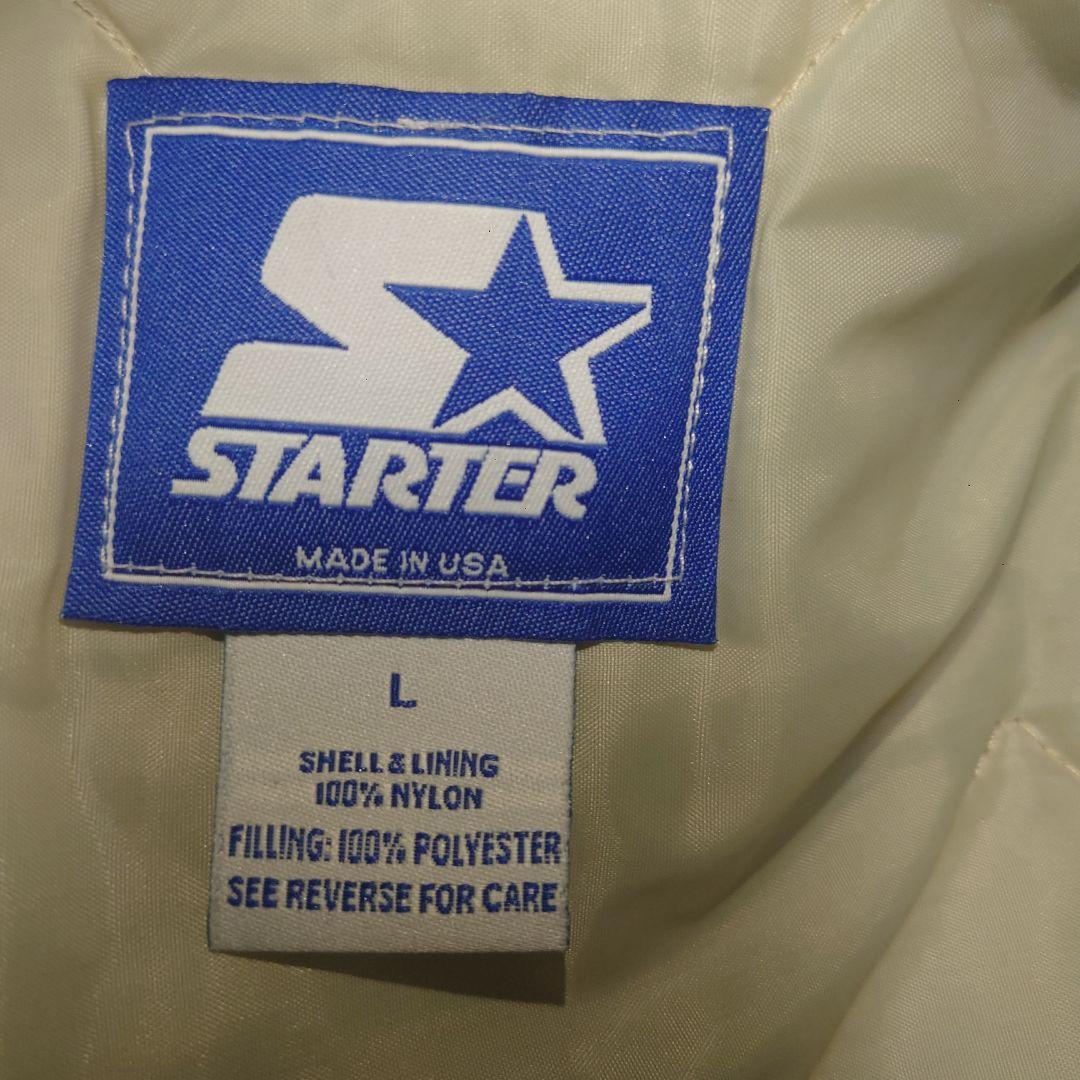 STARTER
MADE IN USA
L
SHELL & LINING
100% NYLON
FILLING: 100% POLYESTER
SEE REVERSE FOR CARE